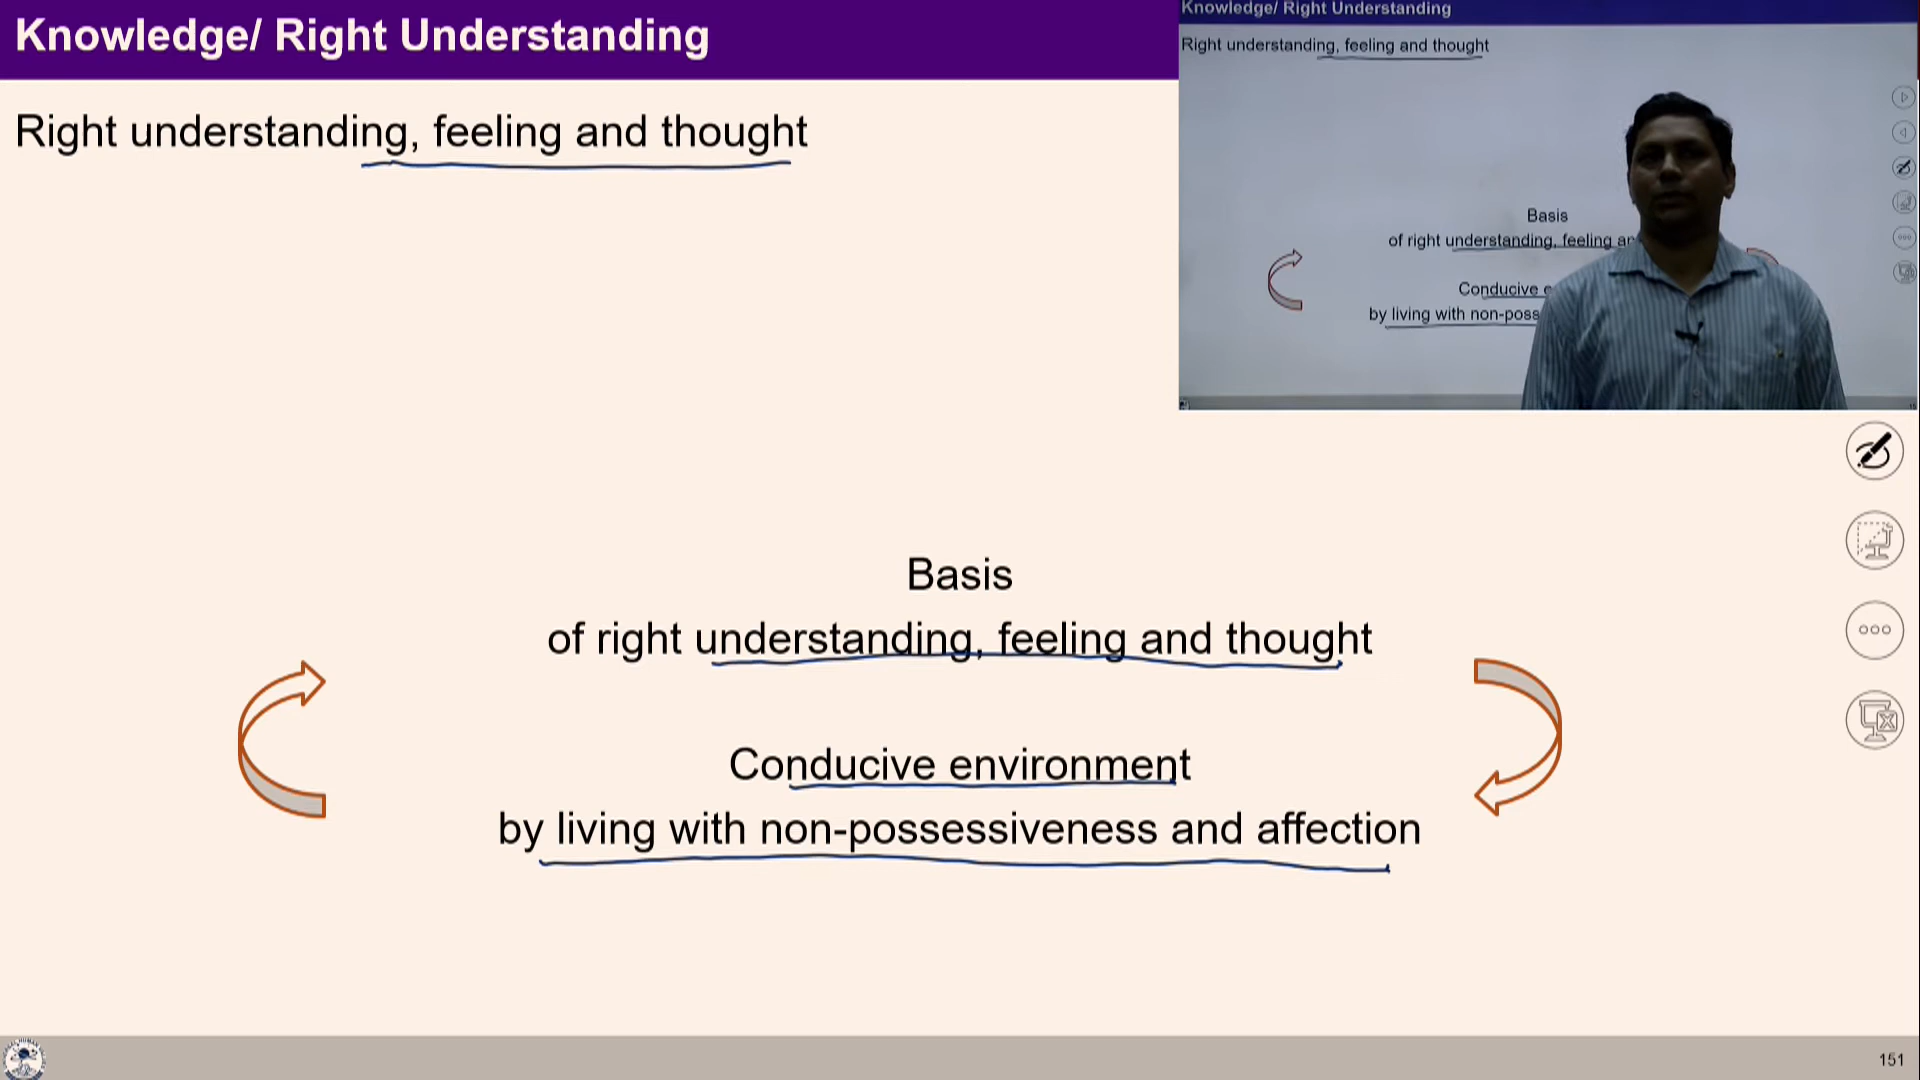 Knowledge/ Right Understanding
Right understanding, feeling and thought
Basis
of right understanding, feeling and thought
Conducive environment
by living with non-possessiveness and affection
151
Knowledge/ Right Understanding
Right understanding, feeling and thought
Basis
of right understanding, feeling
Conducive
by living with